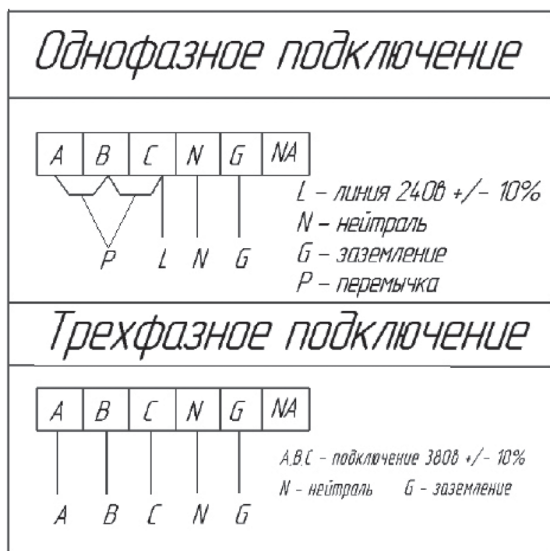 Однофазное подключение
A B C N G NA
P L N G
L - линия 240в +/- 10%
N - нейтраль
G - заземление
P - перемычка
Трехфазное подключение
A B C N G NA
A B C N G
A,B,C - подключение 380в +/- 10%
N - нейтраль G - заземление